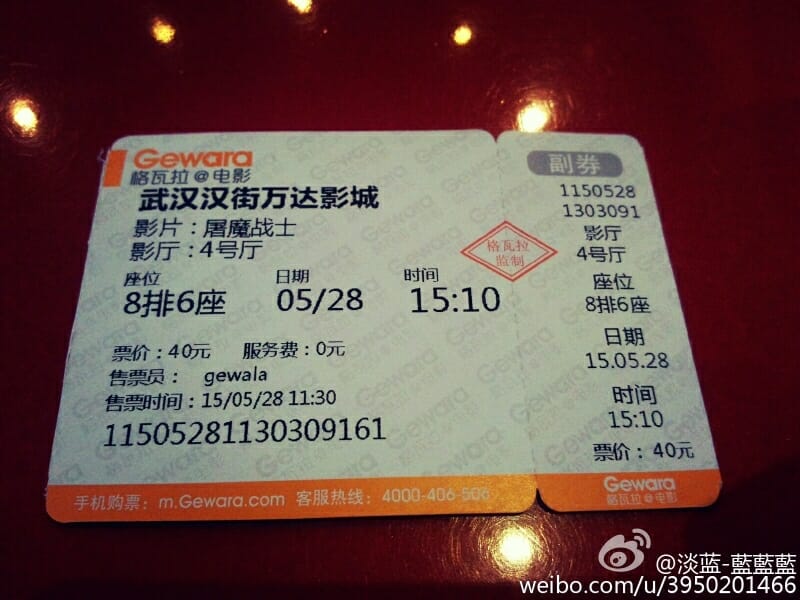 Gewara
格瓦拉@电影
武汉汉街万达影城
影片：屠魔战士
影厅：4号厅
座位 日期 时间
8排6座 05/28 15:10
票价：40元 服务费：0元
售票员： gewala
售票时间：15/05/28 11:30
11505281130309161
手机购票：m.Gewara.com 客服热线：4000-406-506
格瓦拉
监制
副券
1150528
1303091
影厅
4号厅
座位
8排6座
日期
15.05.28
时间
15:10
票价：40元
Gewara
格瓦拉@电影
@淡蓝-藍藍藍
weibo.com/u/3950201466